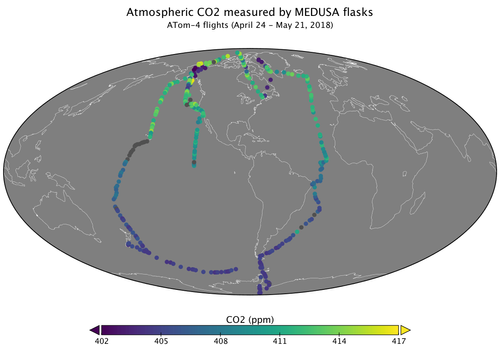 Atmospheric CO2 measured by MEDUSA flasks
ATom-4 flights (April 24 - May 21, 2018)
CO2 (ppm)
402 405 408 411 414 417